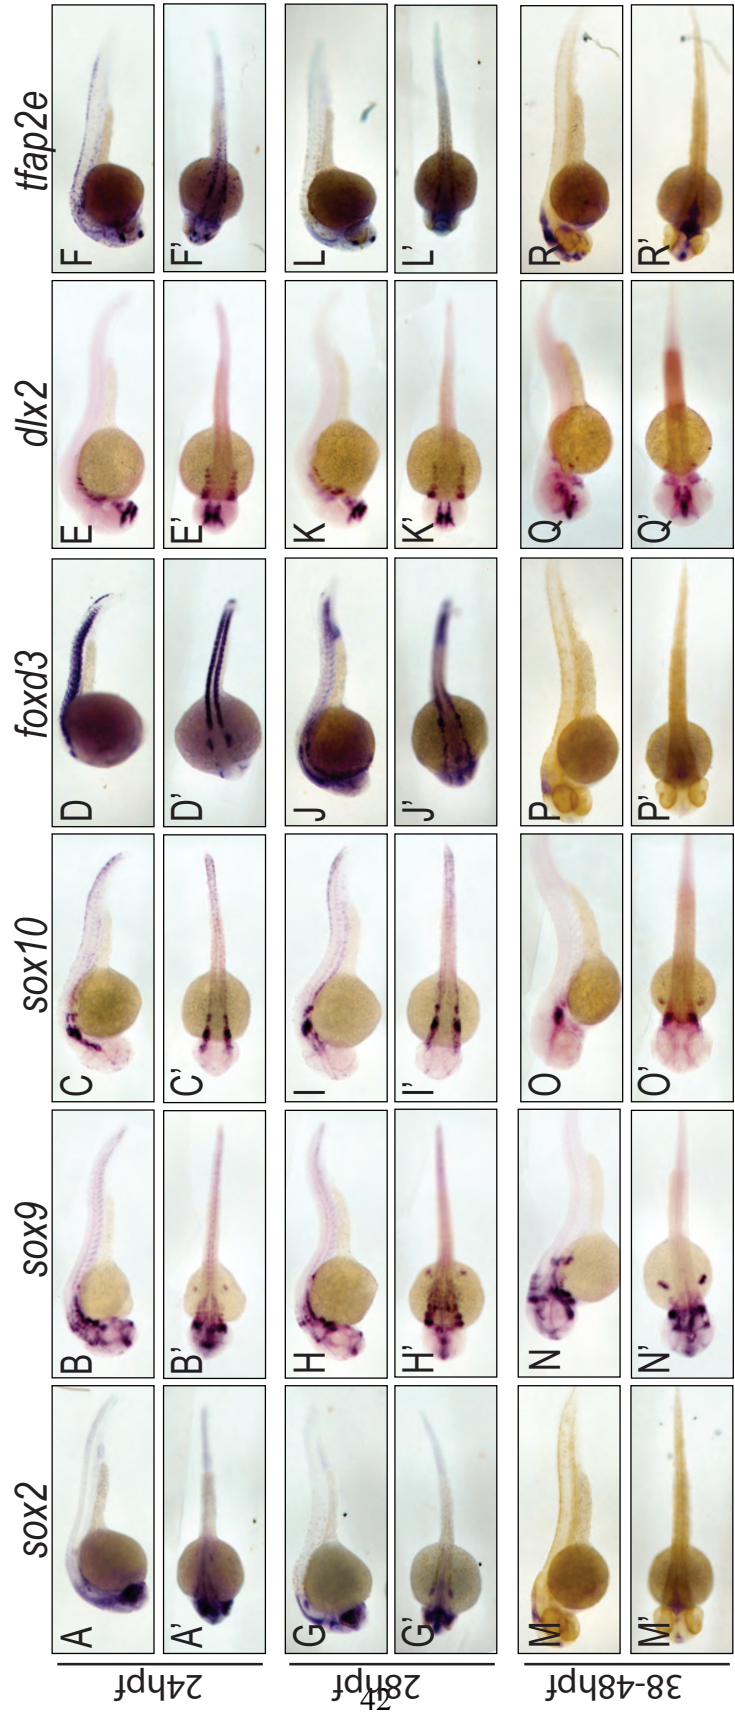 sox2 sox9 sox10 foxd3 dlx2 tfap2e
24hpf
A B C D E F
A’ B’ C’ D’ E’ F’
28hpf
G H I J K L
G’ H’ I’ J’ K’ L’
38-48hpf
M N O P Q R
M’ N’ O’ P’ Q’ R’
42